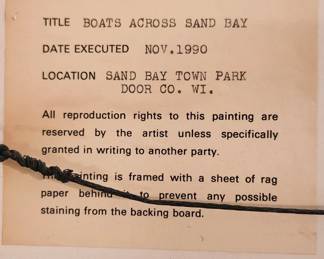 TITLE BOATS ACROSS SAND BAY
DATE EXECUTED NOV.1990
LOCATION SAND BAY TOWN PARK
DOOR CO. WI.
All reproduction rights to this painting are
reserved by the artist unless specifically
granted in writing to another party.
The painting is framed with a sheet of rag
paper behind it to prevent any possible
staining from the backing board.